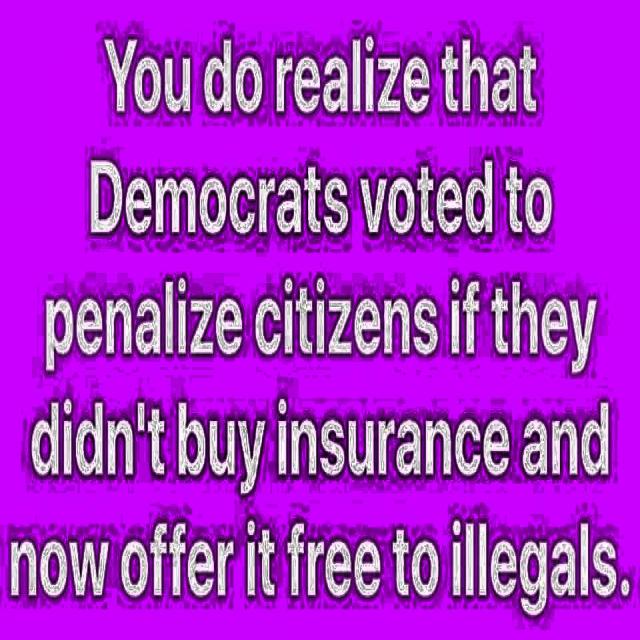 You do realize that
Democrats voted to
penalize citizens if they
didn't buy insurance and
now offer it free to illegals.